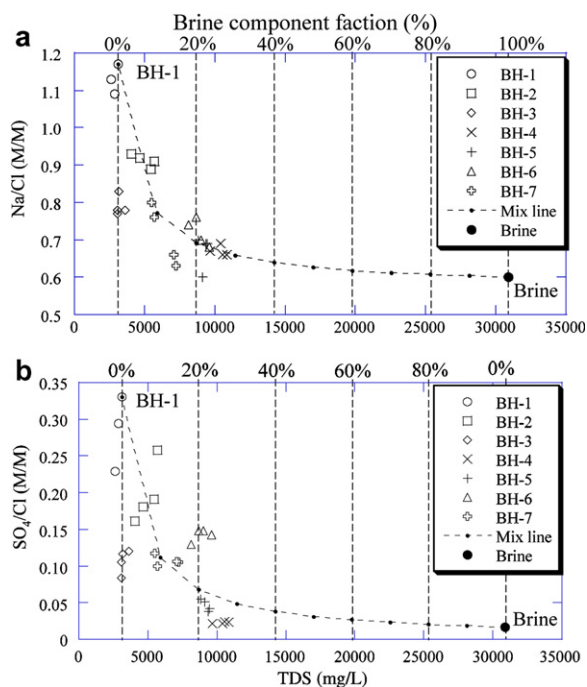 Brine component faction (%)
a
0% 20% 40% 60% 80% 100%
1.2
1.1
1.0
0.9
0.8
0.7
0.6
0.5
Na/Cl (M/M)
BH-1
BH-1
BH-2
BH-3
BH-4
BH-5
BH-6
BH-7
Mix line
Brine
Brine
0 5000 10000 15000 20000 25000 30000 35000
b
0% 20% 40% 60% 80% 0%
0.35
0.30
0.25
0.20
0.15
0.10
0.05
0
SO4/Cl (M/M)
BH-1
BH-1
BH-2
BH-3
BH-4
BH-5
BH-6
BH-7
Mix line
Brine
Brine
0 5000 10000 15000 20000 25000 30000 35000
TDS (mg/L)